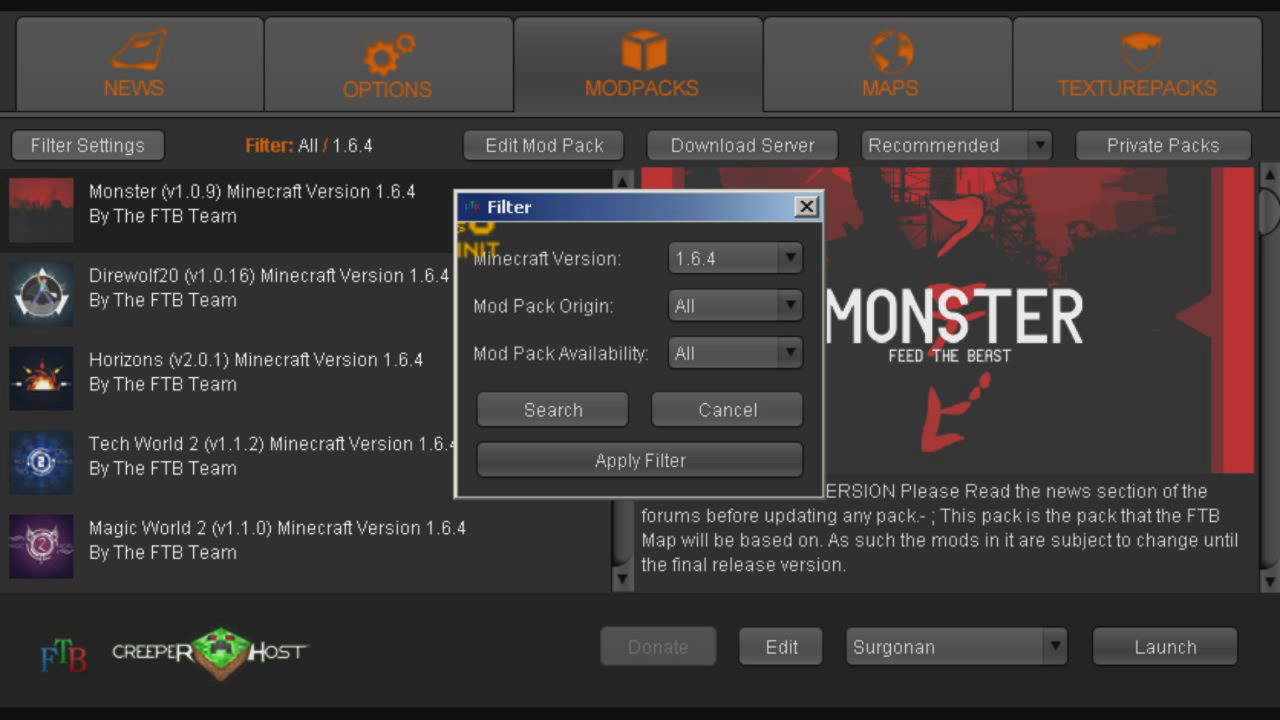 NEWS
OPTIONS
MODPACKS
MAPS
TEXTUREPACKS
Filter Settings
Filter: All / 1.6.4
Edit Mod Pack
Download Server
Recommended
Private Packs
Monster (v1.0.9) Minecraft Version 1.6.4
By The FTB Team
Direwolf20 (v1.0.16) Minecraft Version 1.6.4
By The FTB Team
Horizons (v2.0.1) Minecraft Version 1.6.4
By The FTB Team
Tech World 2 (v1.1.2) Minecraft Version 1.6.4
By The FTB Team
Magic World 2 (v1.1.0) Minecraft Version 1.6.4
By The FTB Team
Filter
INIT
Minecraft Version:
1.6.4
Mod Pack Origin:
All
Mod Pack Availability:
All
Search
Cancel
Apply Filter
MONSTER
FEED THE BEAST
ERSION Please Read the news section of the
forums before updating any pack.- ; This pack is the pack that the FTB
Map will be based on. As such the mods in it are subject to change until
the final release version.
FTB
CREEPER HOST
Donate
Edit
Surgonan
Launch